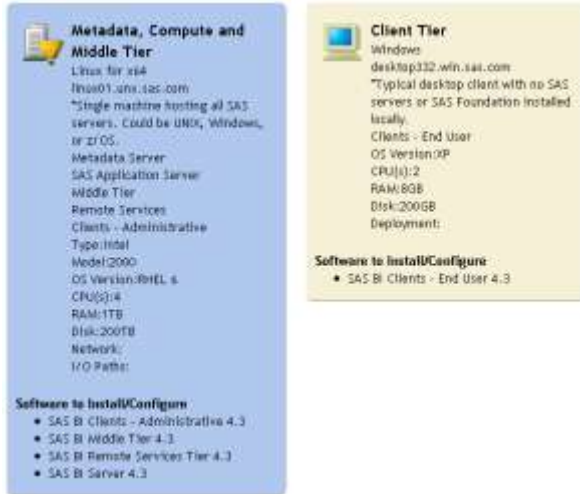 Metadata, Compute and
Middle Tier
Linux for x64
linux01.unx.sas.com
"Single machine hosting all SAS
servers. Could be UNIX, Windows,
or z/OS.
Metadata Server
SAS Application Server
Middle Tier
Remote Services
Clients - Administrative
Type:Intel
Model:2000
OS Version:RHEL 6
CPU(s):4
RAM:1TB
Disk:200TB
Network:
I/O Paths:
Software to Install/Configure
• SAS BI Clients - Administrative 4.3
• SAS BI Middle Tier 4.3
• SAS BI Remote Services Tier 4.3
• SAS BI Server 4.3
Client Tier
Windows
desktop332.win.sas.com
"Typical desktop client with no SAS
servers or SAS Foundation installed
locally.
Clients - End User
OS Version:XP
CPU(s):2
RAM:8GB
Disk:200GB
Deployment:
Software to Install/Configure
• SAS BI Clients - End User 4.3